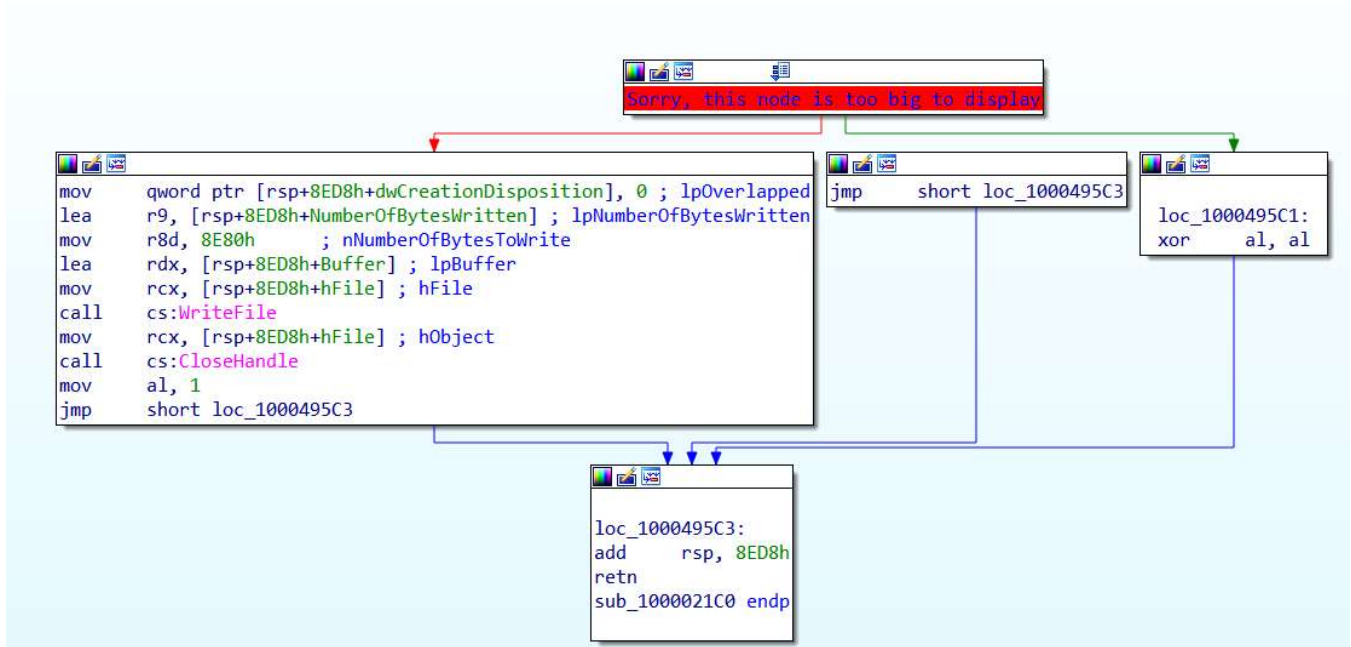 Sorry, this node is too big to display
mov qword ptr [rsp+8ED8h+dwCreationDisposition], 0 ; lpOverlapped
lea r9, [rsp+8ED8h+NumberOfBytesWritten] ; lpNumberOfBytesWritten
mov r8d, 8E80h ; nNumberOfBytesToWrite
lea rdx, [rsp+8ED8h+Buffer] ; lpBuffer
mov rcx, [rsp+8ED8h+hFile] ; hFile
call cs:WriteFile
mov rcx, [rsp+8ED8h+hFile] ; hObject
call cs:CloseHandle
mov al, 1
jmp short loc_1000495C3
jmp short loc_1000495C3
loc_1000495C1:
xor al, al
loc_1000495C3:
add rsp, 8ED8h
retn
sub_1000021C0 endp